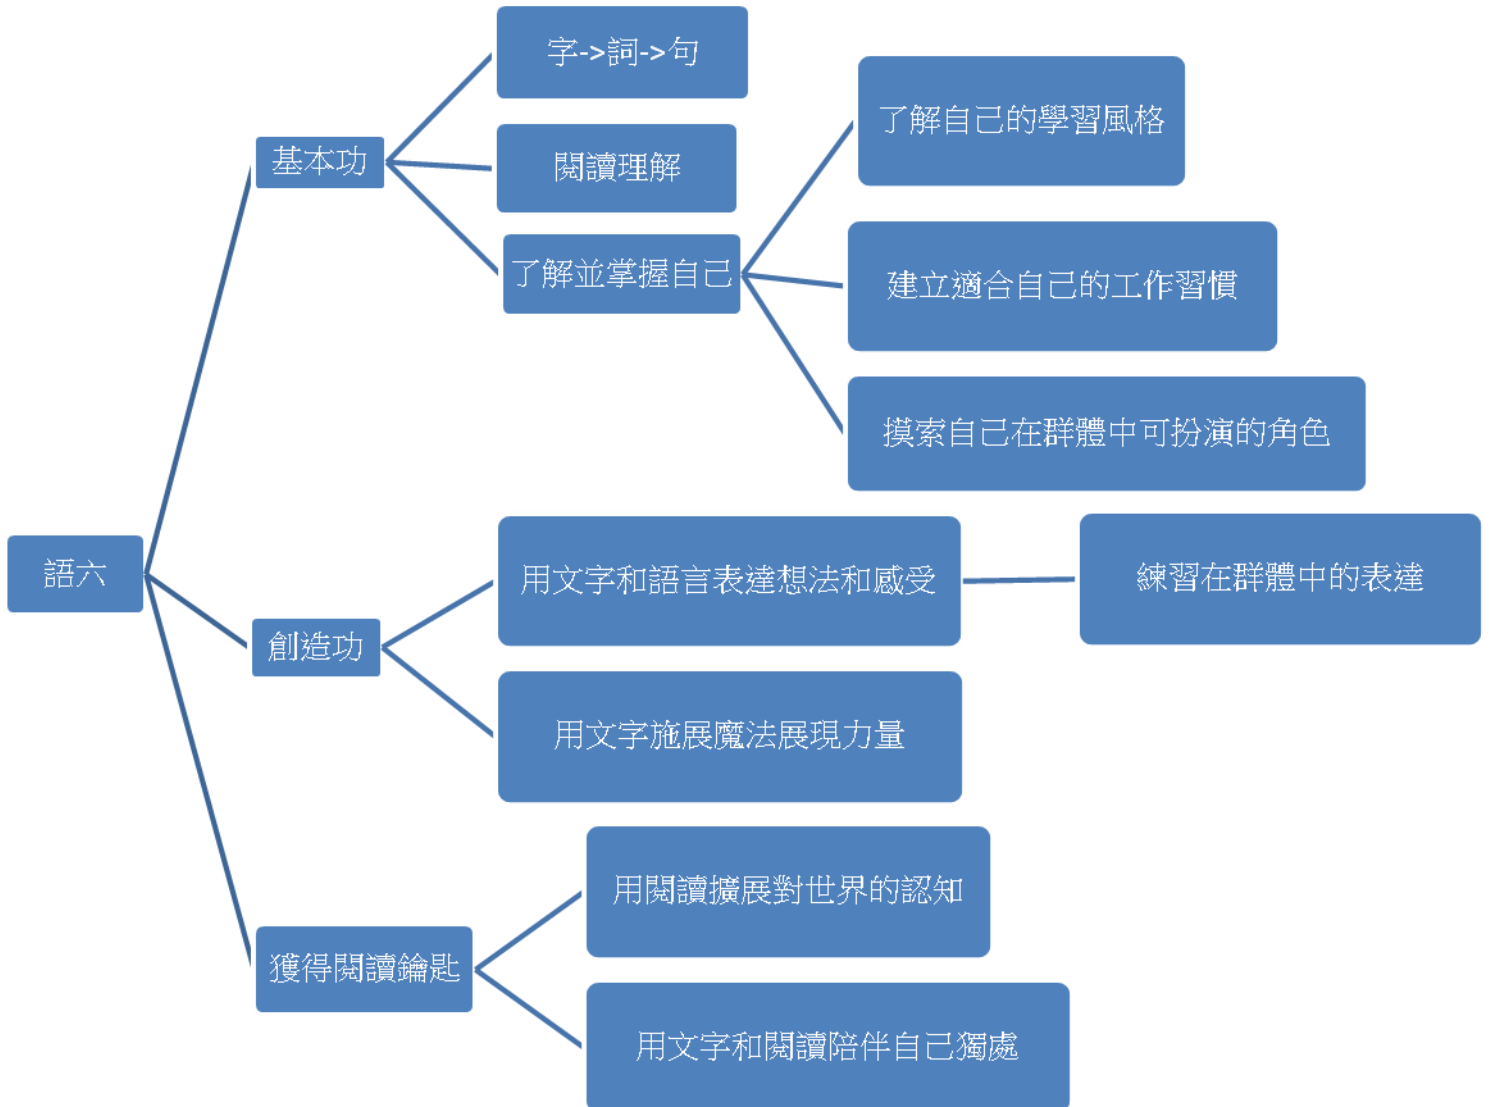 語六
基本功
字->詞->句
閱讀理解
了解並掌握自己
了解自己的學習風格
建立適合自己的工作習慣
摸索自己在群體中可扮演的角色
創造功
用文字和語言表達想法和感受
練習在群體中的表達
用文字施展魔法展現力量
獲得閱讀鑰匙
用閱讀擴展對世界的認知
用文字和閱讀陪伴自己獨處